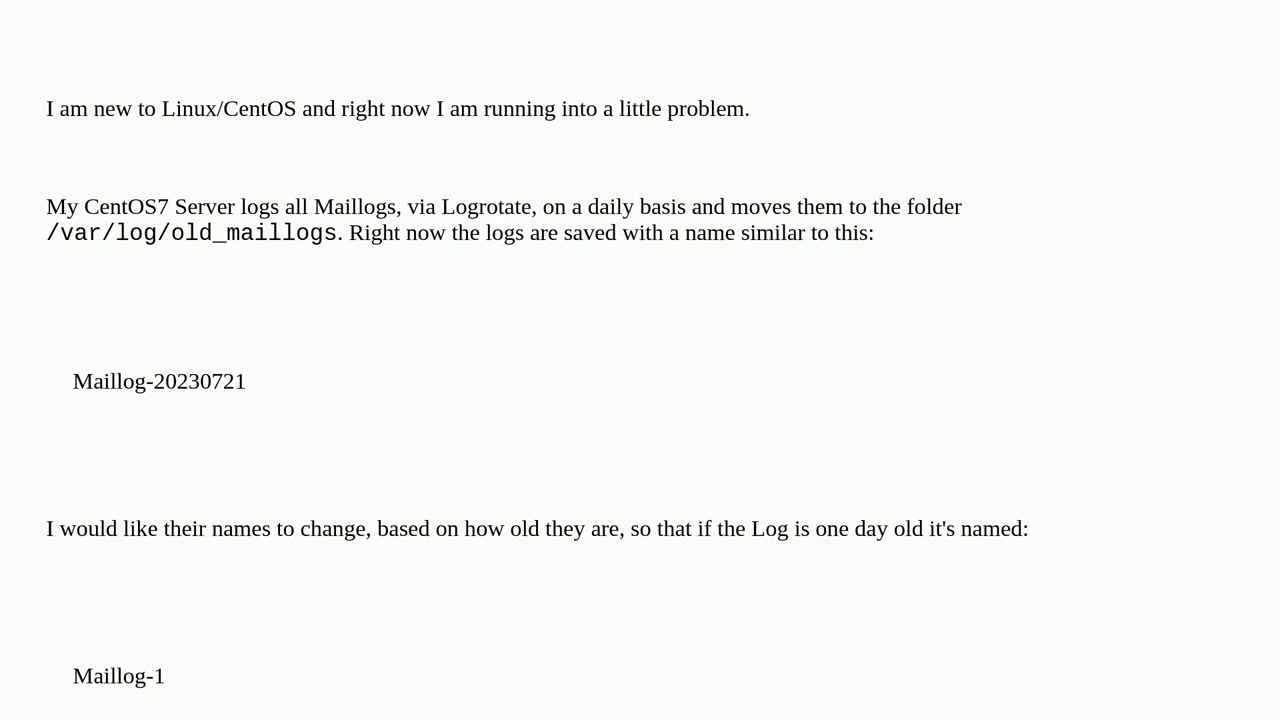 I am new to Linux/CentOS and right now I am running into a little problem.
My CentOS7 Server logs all Maillogs, via Logrotate, on a daily basis and moves them to the folder
/var/log/old_maillogs. Right now the logs are saved with a name similar to this:
Maillog-20230721
I would like their names to change, based on how old they are, so that if the Log is one day old it's named:
Maillog-1